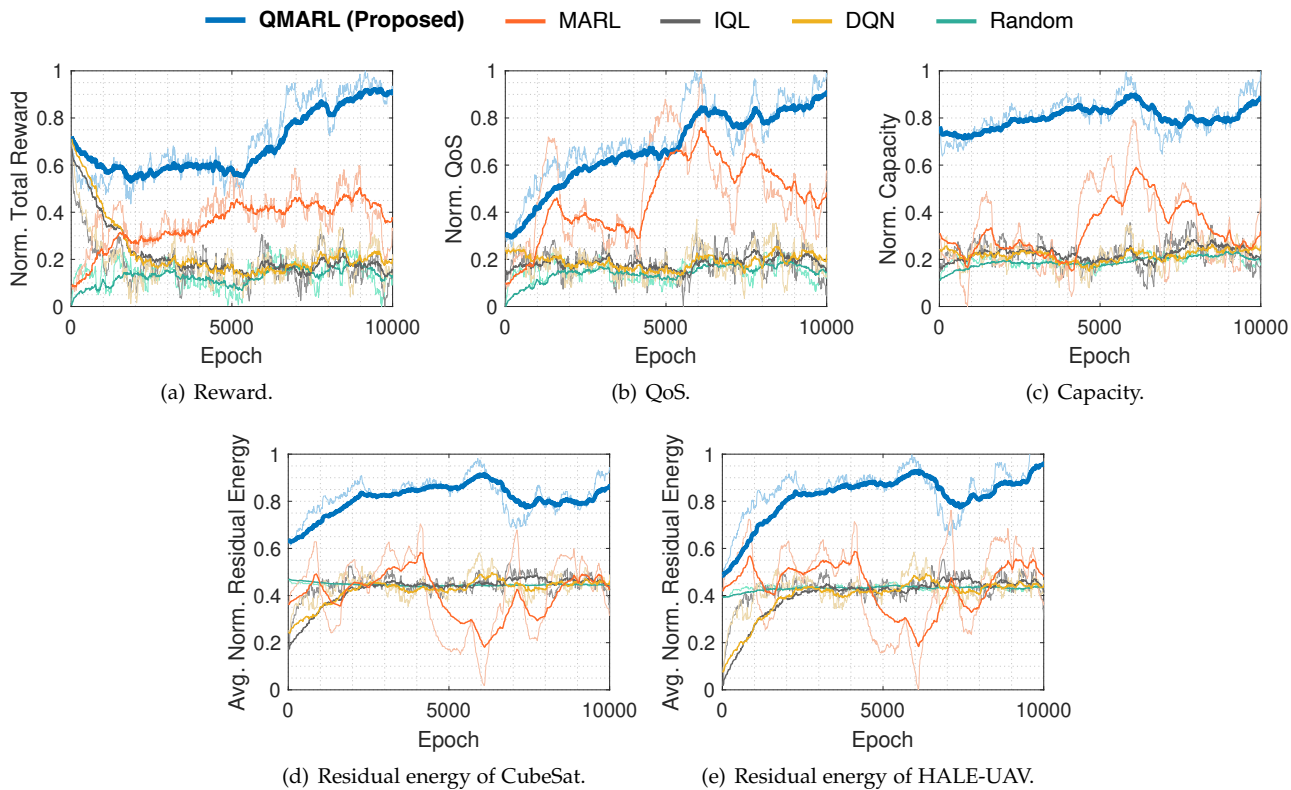 QMARL (Proposed) MARL IQL DQN Random
Norm. Total Reward
1
0.8
0.6
0.4
0.2
0
0 5000 10000
Epoch
(a) Reward.
Norm. QoS
1
0.8
0.6
0.4
0.2
0
0 5000 10000
Epoch
(b) QoS.
Norm. Capacity
1
0.8
0.6
0.4
0.2
0
0 5000 10000
Epoch
(c) Capacity.
Avg. Norm. Residual Energy
1
0.8
0.6
0.4
0.2
0
0 5000 10000
Epoch
(d) Residual energy of CubeSat.
Avg. Norm. Residual Energy
1
0.8
0.6
0.4
0.2
0
0 5000 10000
Epoch
(e) Residual energy of HALE-UAV.